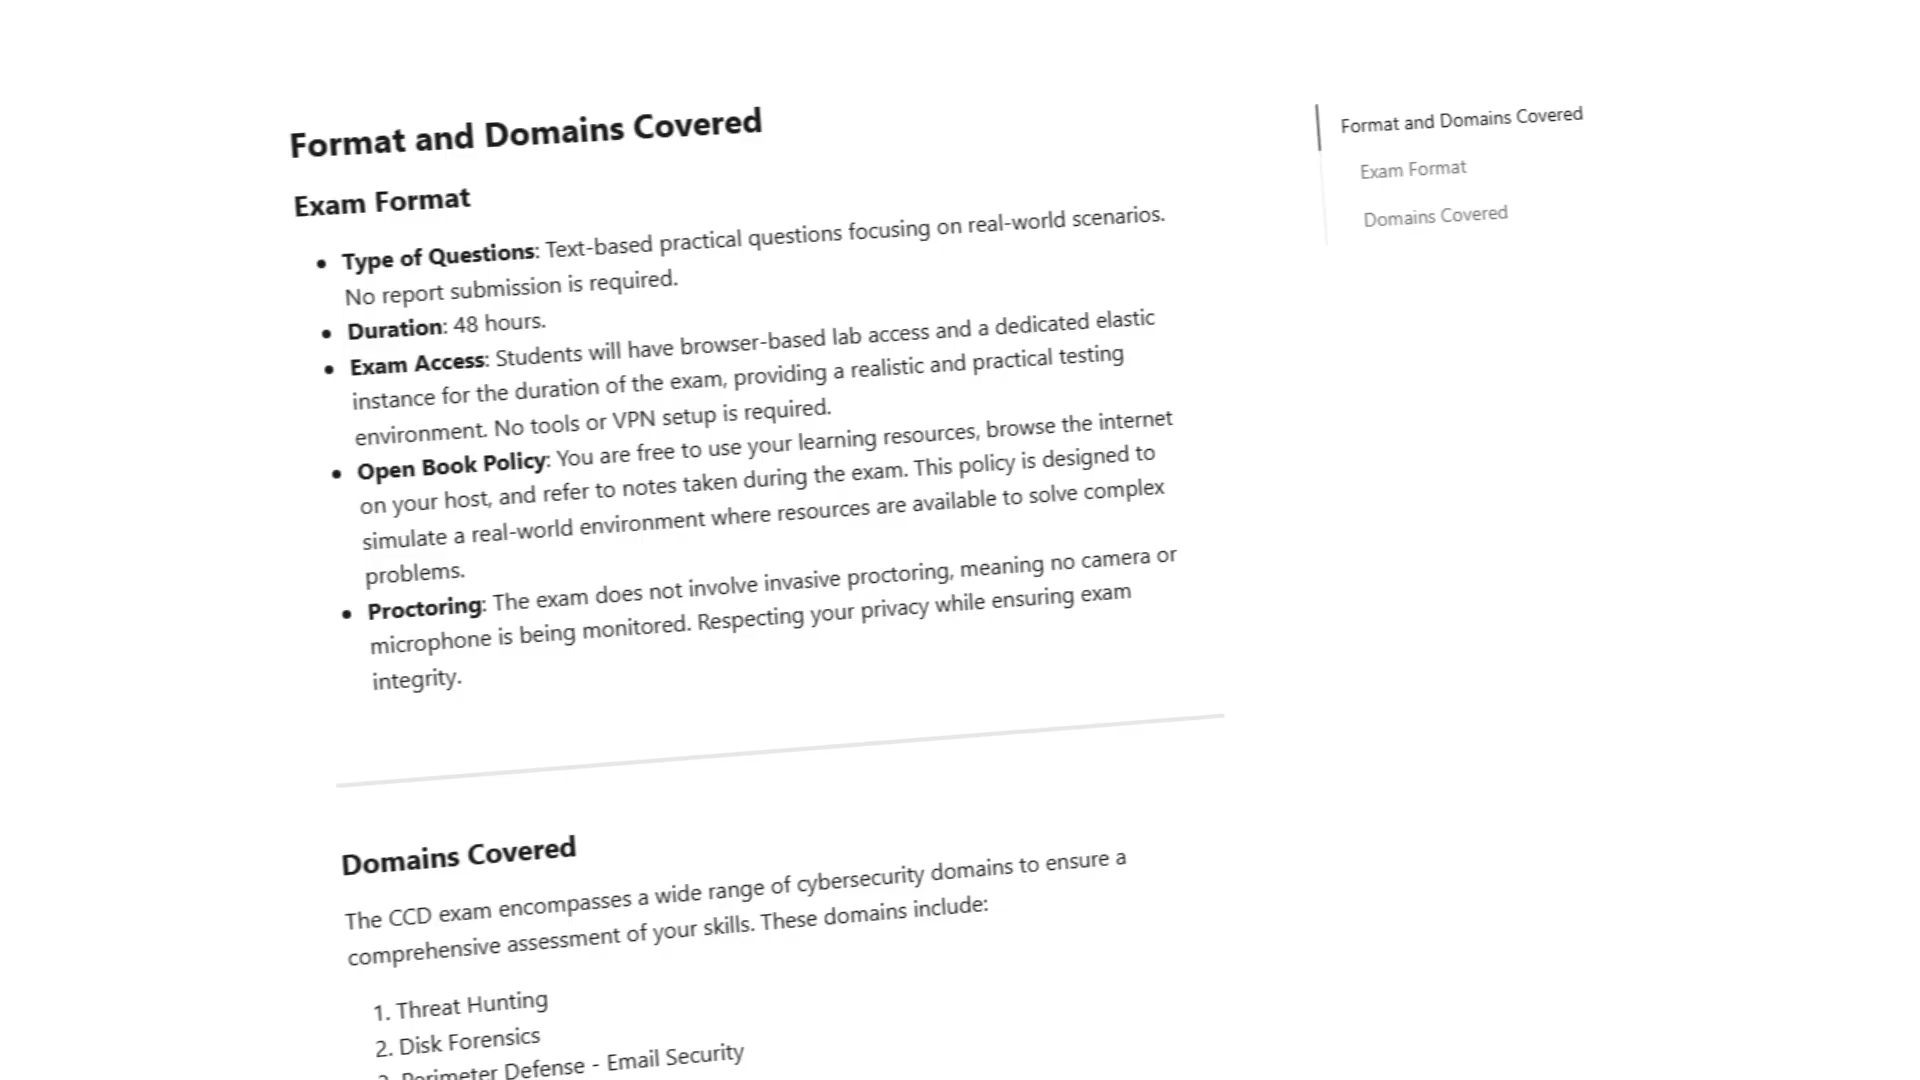 Format and Domains Covered
Exam Format
• Type of Questions: Text-based practical questions focusing on real-world scenarios.
No report submission is required.
• Duration: 48 hours.
• Exam Access: Students will have browser-based lab access and a dedicated elastic
instance for the duration of the exam, providing a realistic and practical testing
environment. No tools or VPN setup is required.
• Open Book Policy: You are free to use your learning resources, browse the internet
on your host, and refer to notes taken during the exam. This policy is designed to
simulate a real-world environment where resources are available to solve complex
problems.
• Proctoring: The exam does not involve invasive proctoring, meaning no camera or
microphone is being monitored. Respecting your privacy while ensuring exam
integrity.
Domains Covered
The CCD exam encompasses a wide range of cybersecurity domains to ensure a
comprehensive assessment of your skills. These domains include:
1. Threat Hunting
2. Disk Forensics
3. Perimeter Defense - Email Security
Format and Domains Covered
Exam Format
Domains Covered